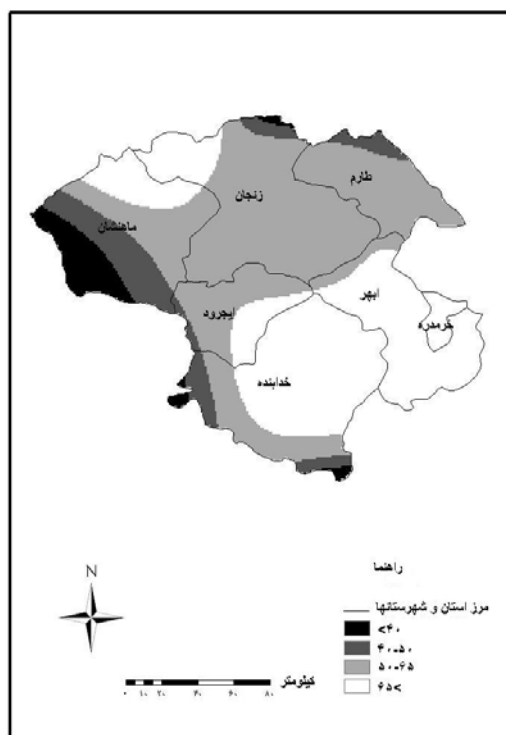 طارم
زنجان
ماهنشان
ابهر
ایجرود
خرمدره
خدابنده
N
راهنما
مرز استان و شهرستانها
<۴۰
۴۰-۵۰
۵۰-۶۵
۶۵<
کیلومتر
۰ ۱۰ ۲۰ ۴۰ ۶۰ ۸۰